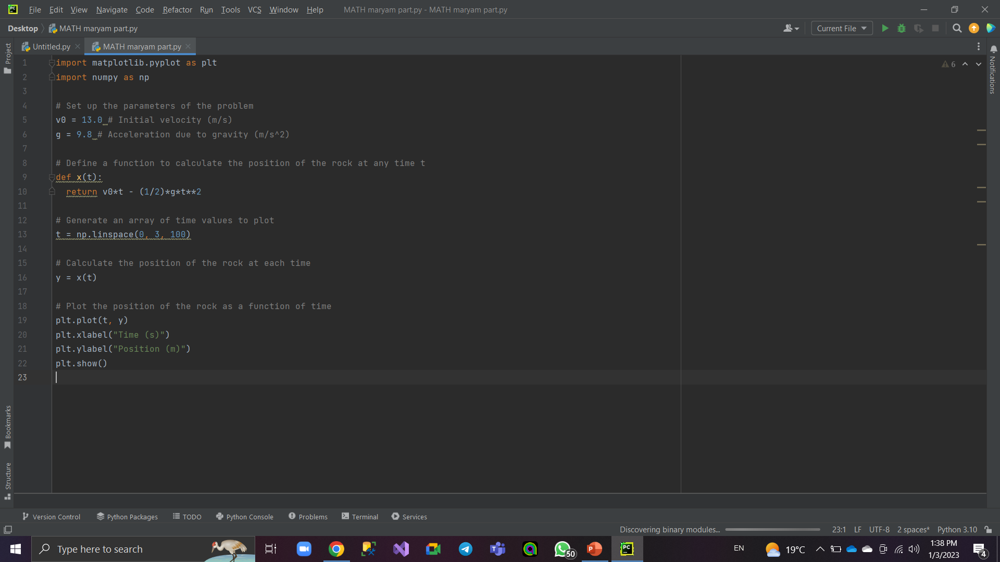 File Edit View Navigate Code Refactor Run Tools VCS Window Help MATH maryam part.py - MATH maryam part.py
Desktop MATH maryam part.py Current File
Untitled.py MATH maryam part.py
Project
Notifications
6
1 import matplotlib.pyplot as plt
2 import numpy as np
3
4 # Set up the parameters of the problem
5 v0 = 13.0 # Initial velocity (m/s)
6 g = 9.8 # Acceleration due to gravity (m/s^2)
7
8 # Define a function to calculate the position of the rock at any time t
9 def x(t):
10   return v0*t - (1/2)*g*t**2
11
12 # Generate an array of time values to plot
13 t = np.linspace(0, 3, 100)
14
15 # Calculate the position of the rock at each time
16 y = x(t)
17
18 # Plot the position of the rock as a function of time
19 plt.plot(t, y)
20 plt.xlabel("Time (s)")
21 plt.ylabel("Position (m)")
22 plt.show()
23
Bookmarks
Structure
Version Control Python Packages TODO Python Console Problems Terminal Services
Discovering binary modules... 23:1 LF UTF-8 2 spaces* Python 3.10
Type here to search PC 50 P PC EN 19°C 1:38 PM
1/3/2023 4